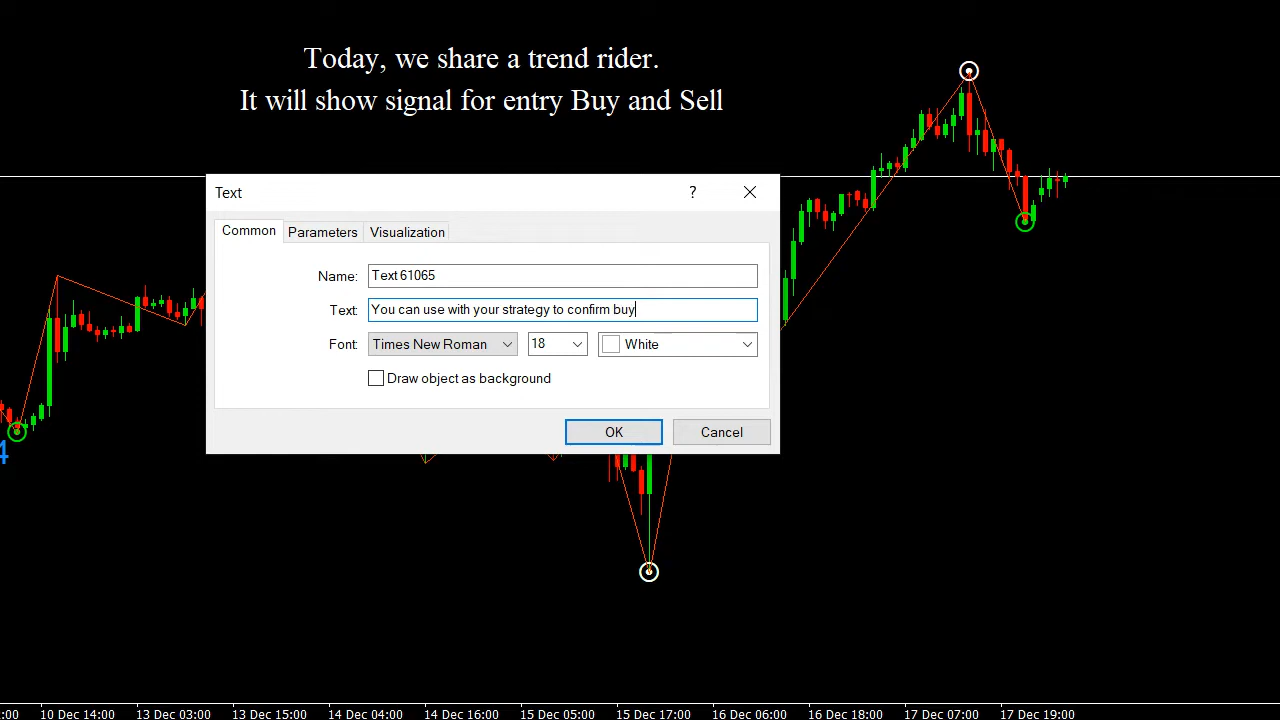 Today, we share a trend rider.
It will show signal for entry Buy and Sell
Text
?
Common Parameters Visualization
Name: Text 61065
Text: You can use with your strategy to confirm buy
Font: Times New Roman 18 White
Draw object as background
OK Cancel
4
:00 10 Dec 14:00 13 Dec 03:00 13 Dec 15:00 14 Dec 04:00 14 Dec 16:00 15 Dec 05:00 15 Dec 17:00 16 Dec 06:00 16 Dec 18:00 17 Dec 07:00 17 Dec 19:00